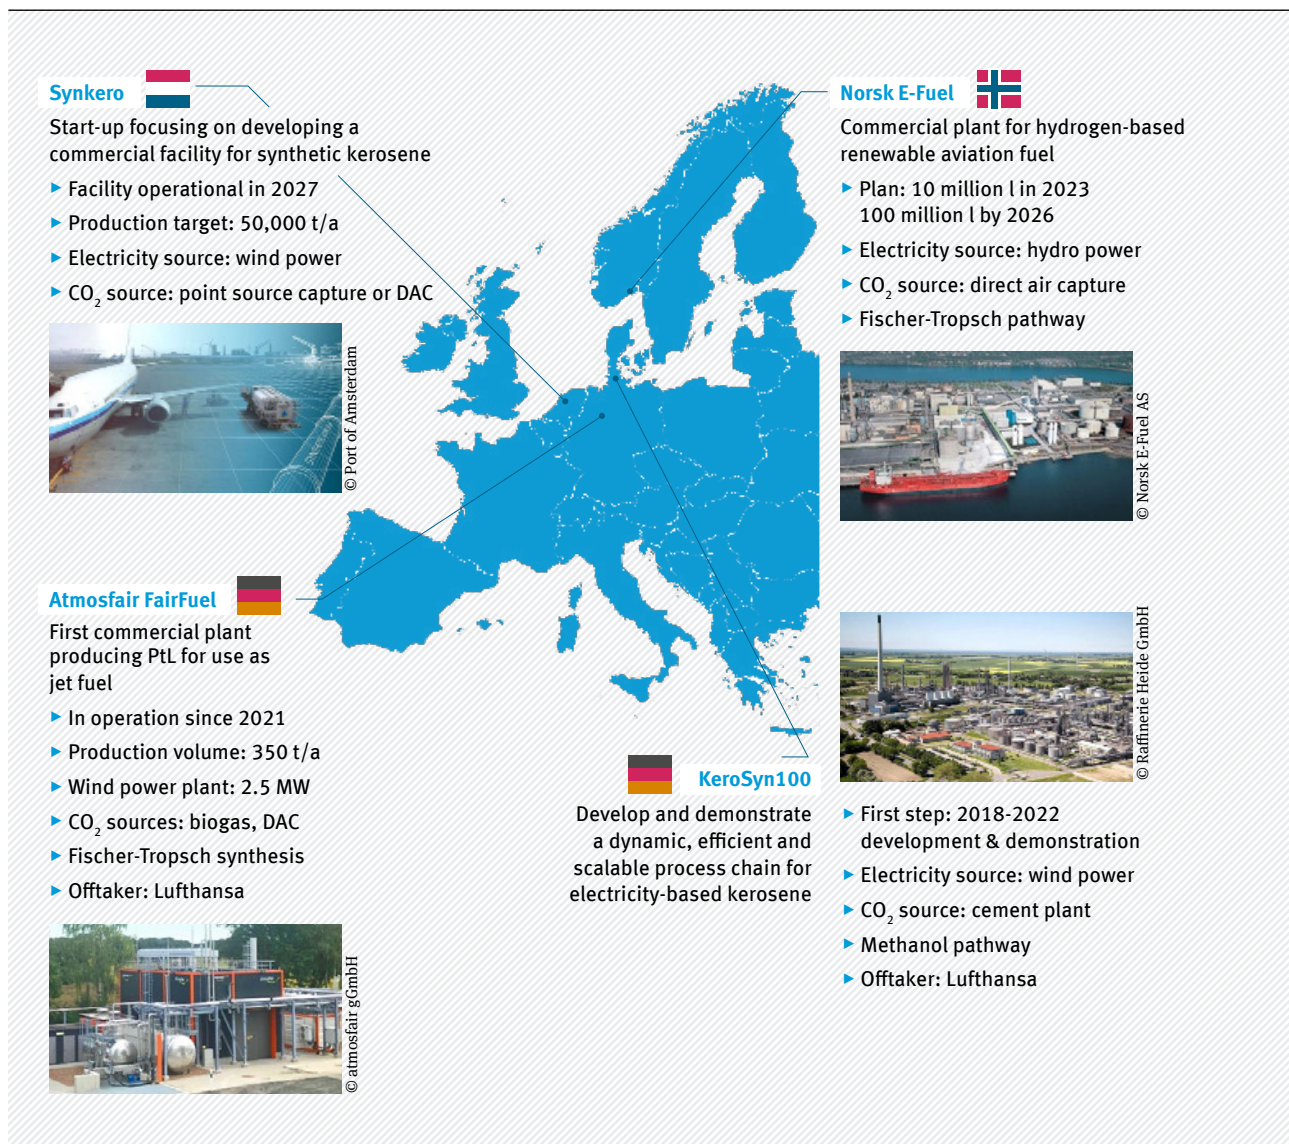 Synkero
Start-up focusing on developing a
commercial facility for synthetic kerosene
▸ Facility operational in 2027
▸ Production target: 50,000 t/a
▸ Electricity source: wind power
▸ CO₂ source: point source capture or DAC
© Port of Amsterdam
Norsk E-Fuel
Commercial plant for hydrogen-based
renewable aviation fuel
▸ Plan: 10 million l in 2023
100 million l by 2026
▸ Electricity source: hydro power
▸ CO₂ source: direct air capture
▸ Fischer-Tropsch pathway
© Norsk E-Fuel AS
Atmosfair FairFuel
First commercial plant
producing PtL for use as
jet fuel
▸ In operation since 2021
▸ Production volume: 350 t/a
▸ Wind power plant: 2.5 MW
▸ CO₂ sources: biogas, DAC
▸ Fischer-Tropsch synthesis
▸ Offtaker: Lufthansa
© atmosfair gGmbH
KeroSyn100
Develop and demonstrate
a dynamic, efficient and
scalable process chain for
electricity-based kerosene
© Raffinerie Heide GmbH
▸ First step: 2018-2022
development & demonstration
▸ Electricity source: wind power
▸ CO₂ source: cement plant
▸ Methanol pathway
▸ Offtaker: Lufthansa